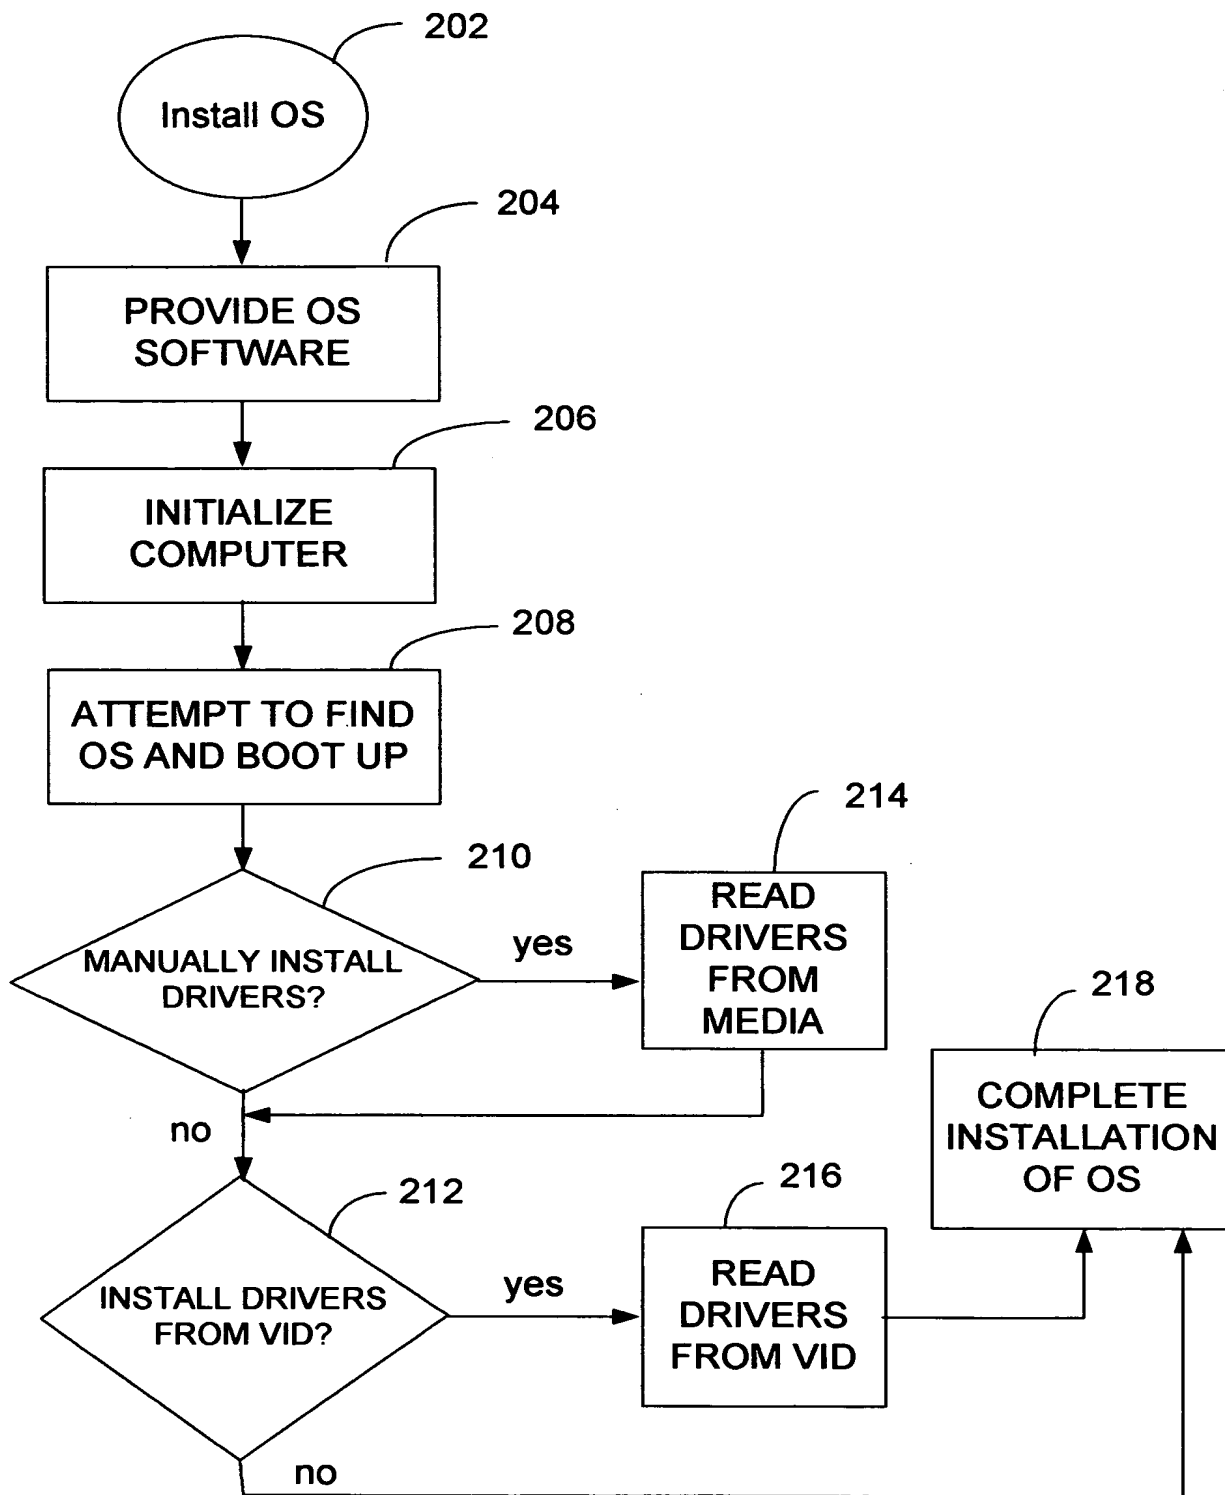 202
Install OS
204
PROVIDE OS
SOFTWARE
206
INITIALIZE
COMPUTER
208
ATTEMPT TO FIND
OS AND BOOT UP
210
MANUALLY INSTALL
DRIVERS?
yes
214
READ
DRIVERS
FROM
MEDIA
no
212
INSTALL DRIVERS
FROM VID?
yes
216
READ
DRIVERS
FROM VID
218
COMPLETE
INSTALLATION
OF OS
no